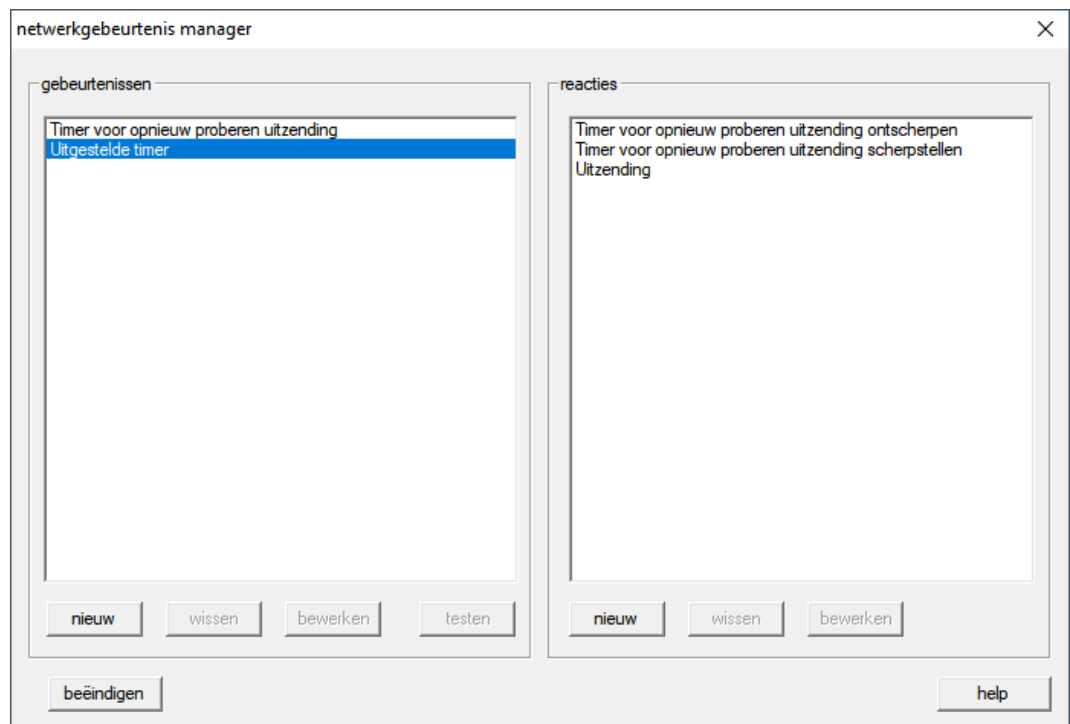 netwerkgebeurtenis manager
gebeurtenissen
Timer voor opnieuw proberen uitzending
Uitgestelde timer
nieuw
wissen
bewerken
testen
reacties
Timer voor opnieuw proberen uitzending ontscherpen
Timer voor opnieuw proberen uitzending scherpstellen
Uitzending
nieuw
wissen
bewerken
beëindigen
help